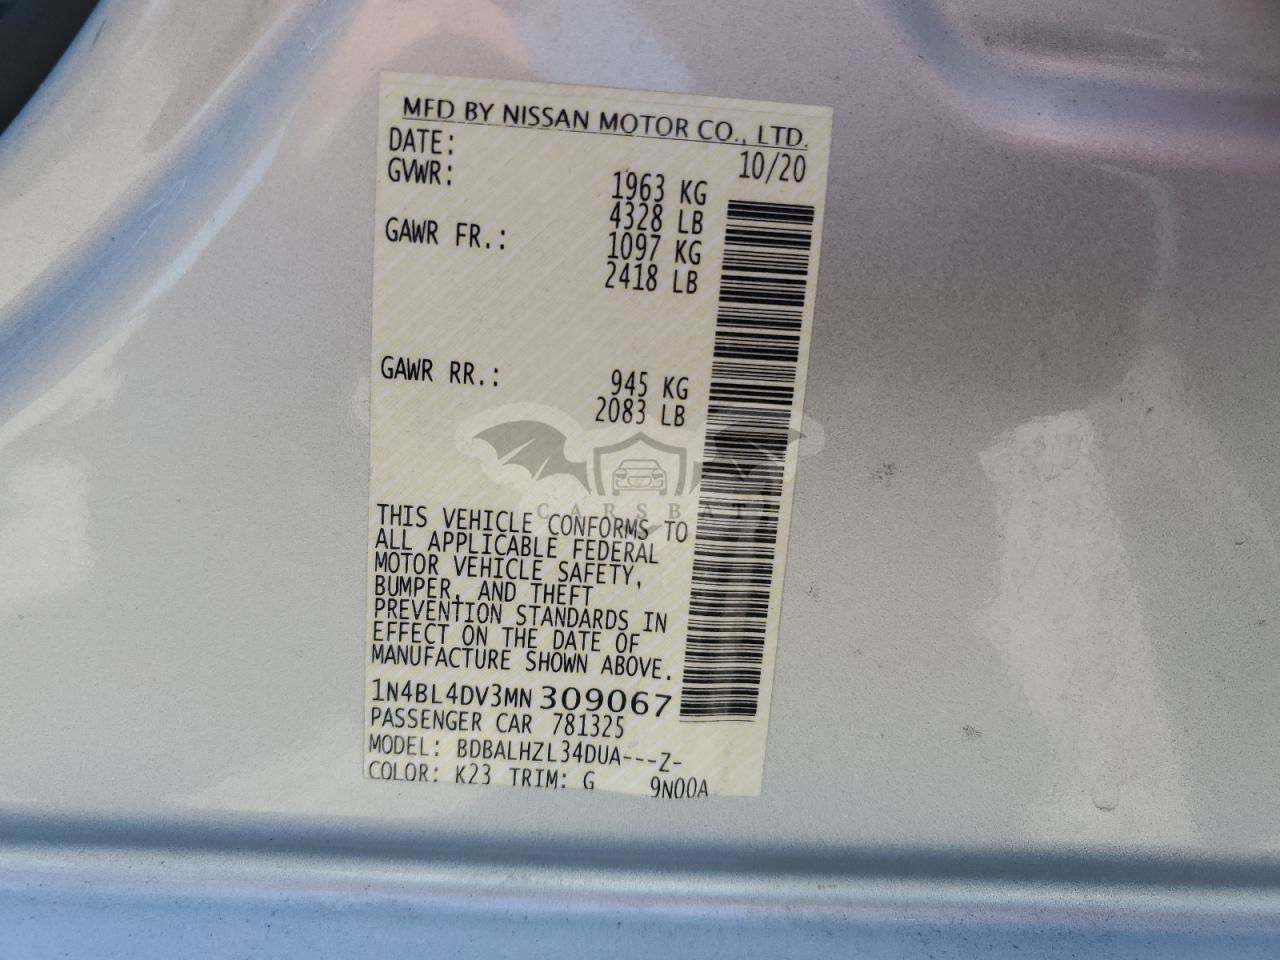 MFD BY NISSAN MOTOR CO., LTD.
DATE: 10/20
GVWR: 1963 KG
4328 LB
GAWR FR.: 1097 KG
2418 LB
GAWR RR.: 945 KG
2083 LB
CARSBAT
THIS VEHICLE CONFORMS TO
ALL APPLICABLE FEDERAL
MOTOR VEHICLE SAFETY,
BUMPER, AND THEFT
PREVENTION STANDARDS IN
EFFECT ON THE DATE OF
MANUFACTURE SHOWN ABOVE.
1N4BL4DV3MN309067
PASSENGER CAR 781325
MODEL: BDBALHZL34DUA---Z-
COLOR: K23 TRIM: G 9N00A